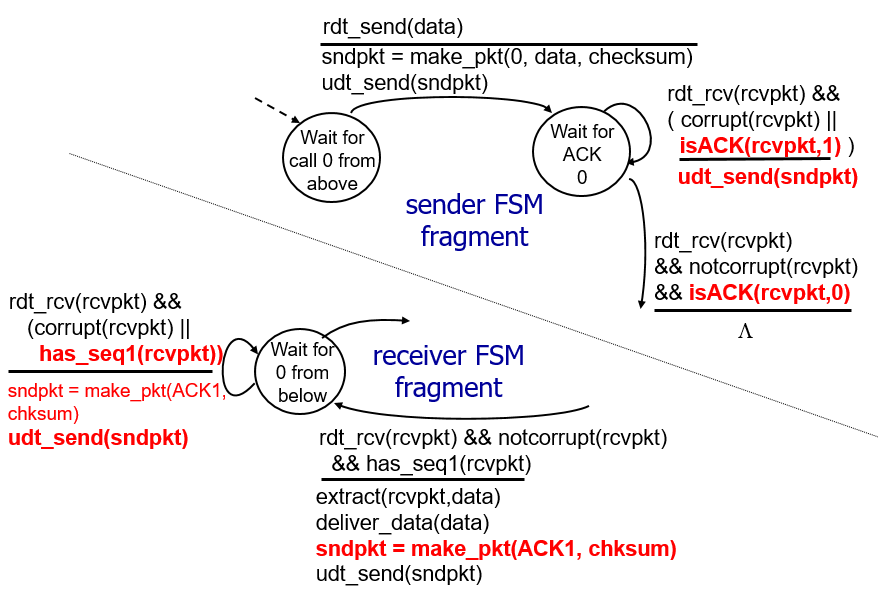 rdt_send(data)
sndpkt = make_pkt(0, data, checksum)
udt_send(sndpkt)
Wait for
call 0 from
above
Wait for
ACK
0
rdt_rcv(rcvpkt) &&
( corrupt(rcvpkt) ||
isACK(rcvpkt,1) )
udt_send(sndpkt)
sender FSM
fragment
rdt_rcv(rcvpkt)
&& notcorrupt(rcvpkt)
&& isACK(rcvpkt,0)
Λ
rdt_rcv(rcvpkt) &&
(corrupt(rcvpkt) ||
has_seq1(rcvpkt))
sndpkt = make_pkt(ACK1,
chksum)
udt_send(sndpkt)
Wait for
0 from
below
receiver FSM
fragment
rdt_rcv(rcvpkt) && notcorrupt(rcvpkt)
&& has_seq1(rcvpkt)
extract(rcvpkt,data)
deliver_data(data)
sndpkt = make_pkt(ACK1, chksum)
udt_send(sndpkt)